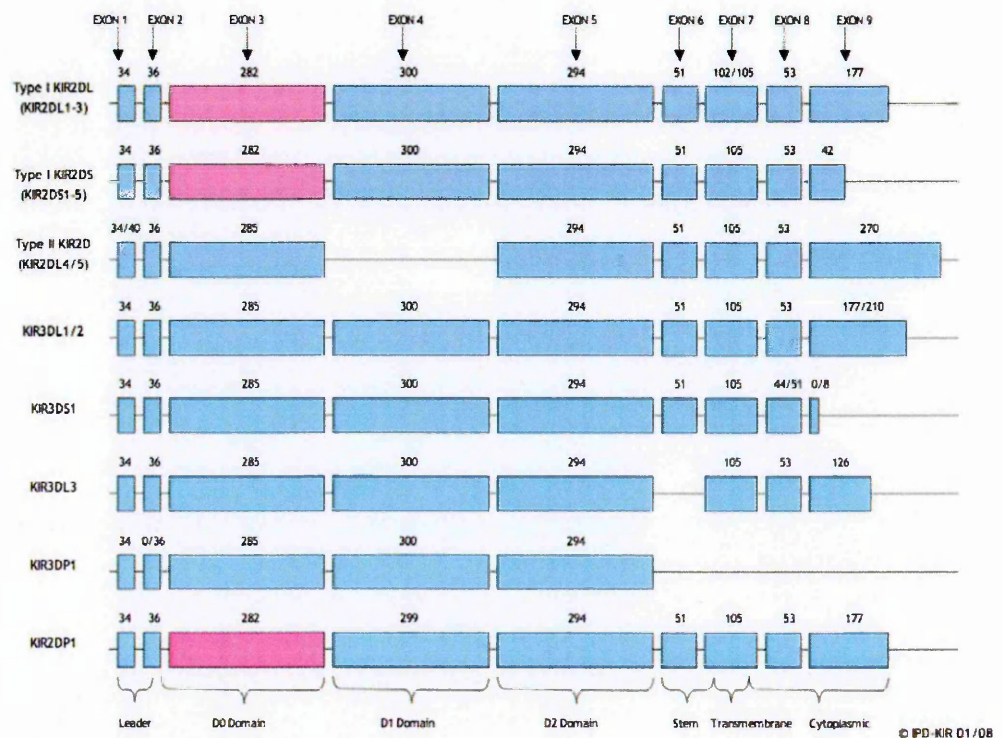 EXON 1 EXON 2 EXON 3 EXON 4 EXON 5 EXON 6 EXON 7 EXON 8 EXON 9
34 36 282 300 294 51 102/105 53 177
Type I KIR2DL
(KIR2DL1-3)
34 36 282 300 294 51 105 53 42
Type I KIR2DS
(KIR2DS1-5)
34/40 36 285 294 51 105 53 270
Type II KIR2D
(KIR2DL4/5)
34 36 285 300 294 51 105 53 177/210
KIR3DL1/2
34 36 285 300 294 51 105 44/51 0/8
KIR3DS1
34 36 285 300 294 105 53 126
KIR3DL3
34 0/36 285 300 294
KIR3DP1
34 36 282 299 294 51 105 53 177
KIR2DP1
Leader D0 Domain D1 Domain D2 Domain Stem Transmembrane Cytoplasmic
© IPD-KIR 01/08